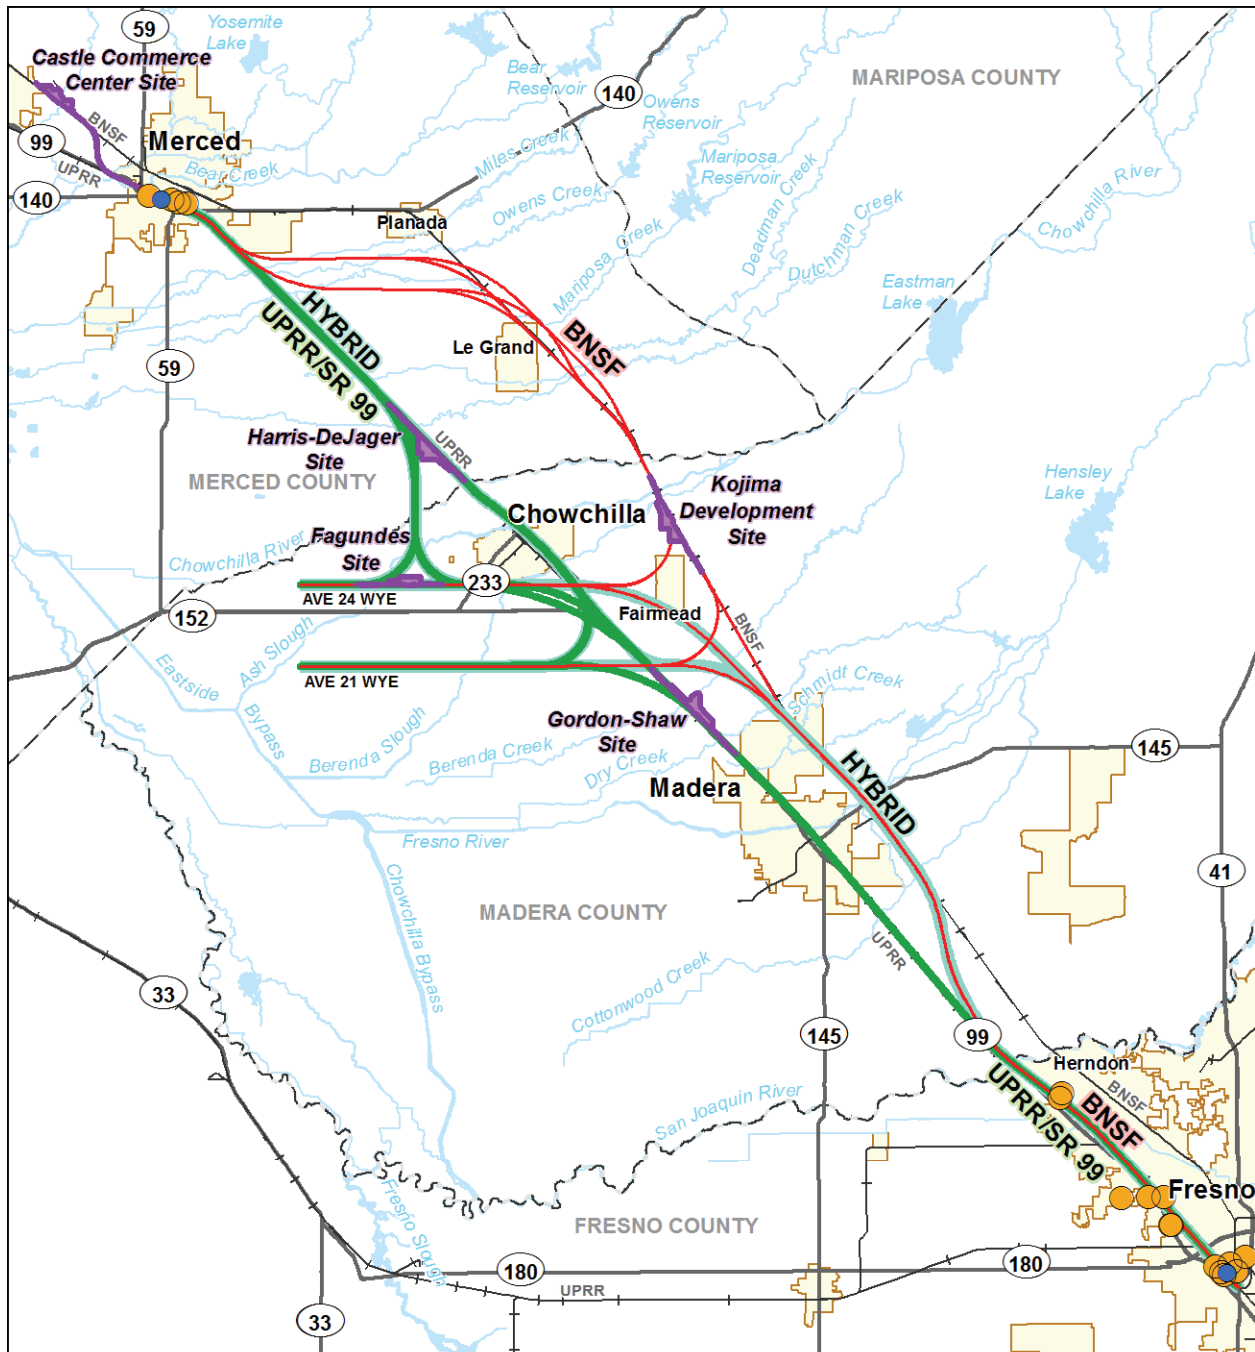 59
Yosemite
Lake
Castle Commerce
Center Site
Bear
Reservoir
MARIPOSA COUNTY
140
Owens
Reservoir
BNSF
99
Merced
UPRR
Bear Creek
Miles Creek
Mariposa
Reservoir
Deadman Creek
Chowchilla River
140
Owens Creek
Planada
Dutchman Creek
Mariposa Creek
Eastman
Lake
HYBRID
UPRR/SR 99
BNSF
Le Grand
59
Harris-DeJager
Site
UPRR
MERCED COUNTY
Hensley
Lake
Kojima
Development
Site
Chowchilla
Fagundes
Site
Chowchilla River
233
AVE 24 WYE
152
Fairmead
BNSF
Ash Slough
Eastside
Bypass
AVE 21 WYE
Schmidt Creek
Gordon-Shaw
Site
Berenda Slough
Berenda Creek
Dry Creek
145
HYBRID
Madera
Fresno River
41
Chowchilla Bypass
MADERA COUNTY
UPRR
Cottonwood Creek
33
145
99
Herndon
BNSF
UPRR/SR 99
BNSF
San Joaquin River
Fresno
Fresno Slough
FRESNO COUNTY
180
180
UPRR
33